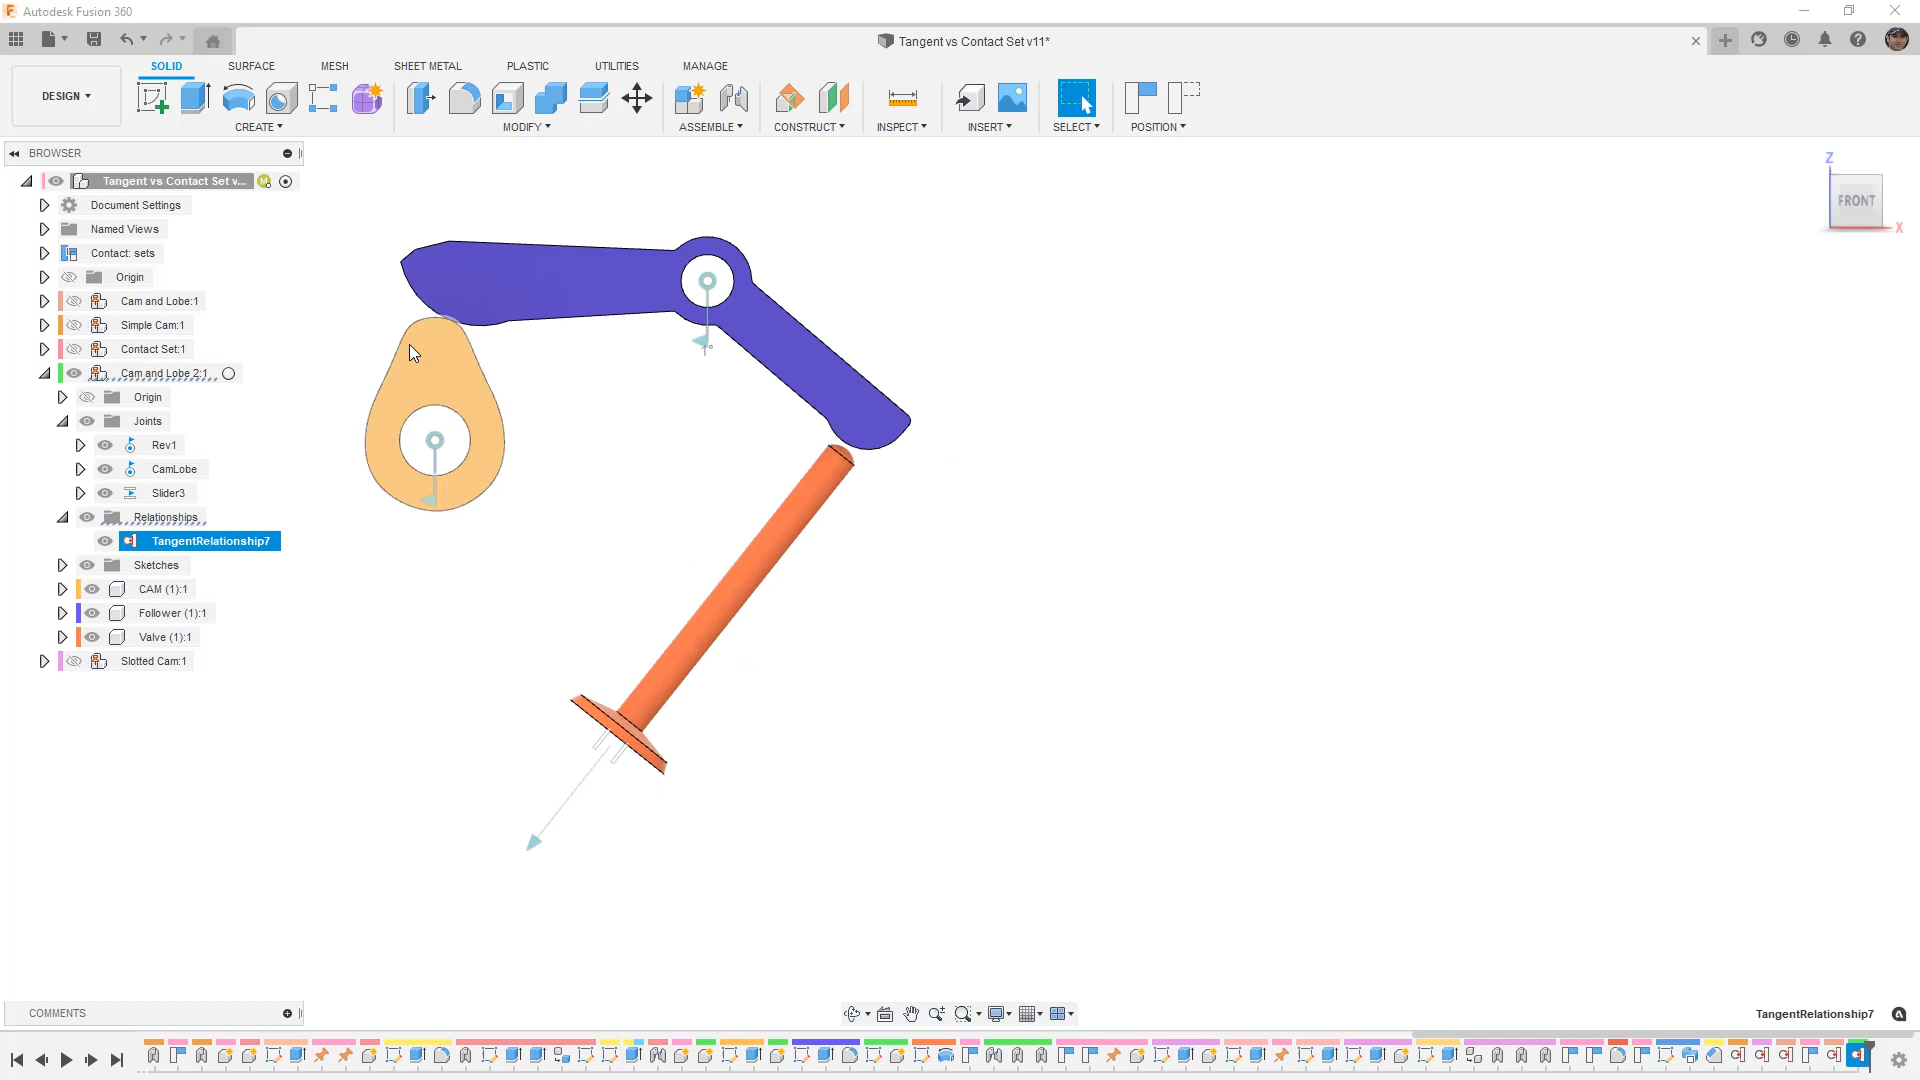 Autodesk Fusion 360
Tangent vs Contact Set v11*
DESIGN
SOLID SURFACE MESH SHEET METAL PLASTIC UTILITIES MANAGE
CREATE MODIFY ASSEMBLE CONSTRUCT INSPECT INSERT SELECT POSITION
BROWSER
Tangent vs Contact Set v...
Document Settings
Named Views
Contact: sets
Origin
Cam and Lobe:1
Simple Cam:1
Contact Set:1
Cam and Lobe 2:1
Origin
Joints
Rev1
CamLobe
Slider3
Relationships
TangentRelationship7
Sketches
CAM (1):1
Follower (1):1
Valve (1):1
Slotted Cam:1
Z
FRONT
X
COMMENTS
TangentRelationship7